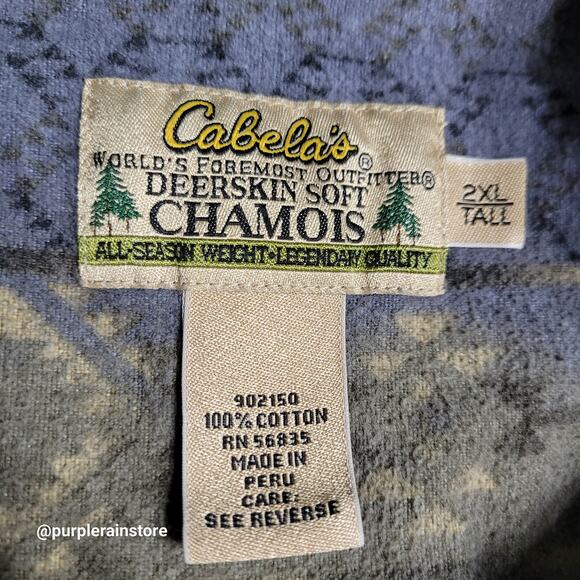 Cabela's®
WORLD'S FOREMOST OUTFITTER®
DEERSKIN SOFT
CHAMOIS
ALL-SEASON WEIGHT·LEGENDARY QUALITY
2XL
TALL
902150
100% COTTON
RN 56835
MADE IN
PERU
CARE:
SEE REVERSE
@purplerainstore